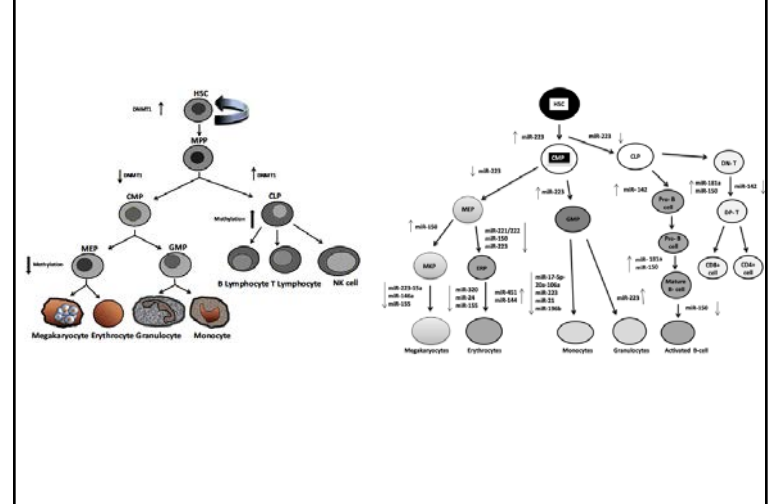 HSC
DNMT1
MPP
DNMT1
DNMT1
CMP
CLP
Methylation
MEP
GMP
Methylation
B Lymphocyte T Lymphocyte
NK cell
Megakaryocyte
Erythrocyte
Granulocyte
Monocyte
HSC
miR-223
miR-223
CMP
CLP
DN- T
miR-223
miR-223
miR-142
miR-181a
miR-150
miR-142
MEP
GMP
Pro- B
cell
DP- T
miR-150
miR-221/222
miR-150
miR-223
Pre- B
cell
CD8+
cell
CD4+
cell
MKP
ERP
miR-181a
miR-150
Mature
B- cell
miR-146a
miR-155
miR-320
miR-24
miR-155
miR-451
miR-144
miR-17-5p-
20a-106a
miR-223
miR-196b
miR-223
miR-150
Megakaryocytes
Erythrocytes
Monocytes
Granulocytes
Activated B-cell